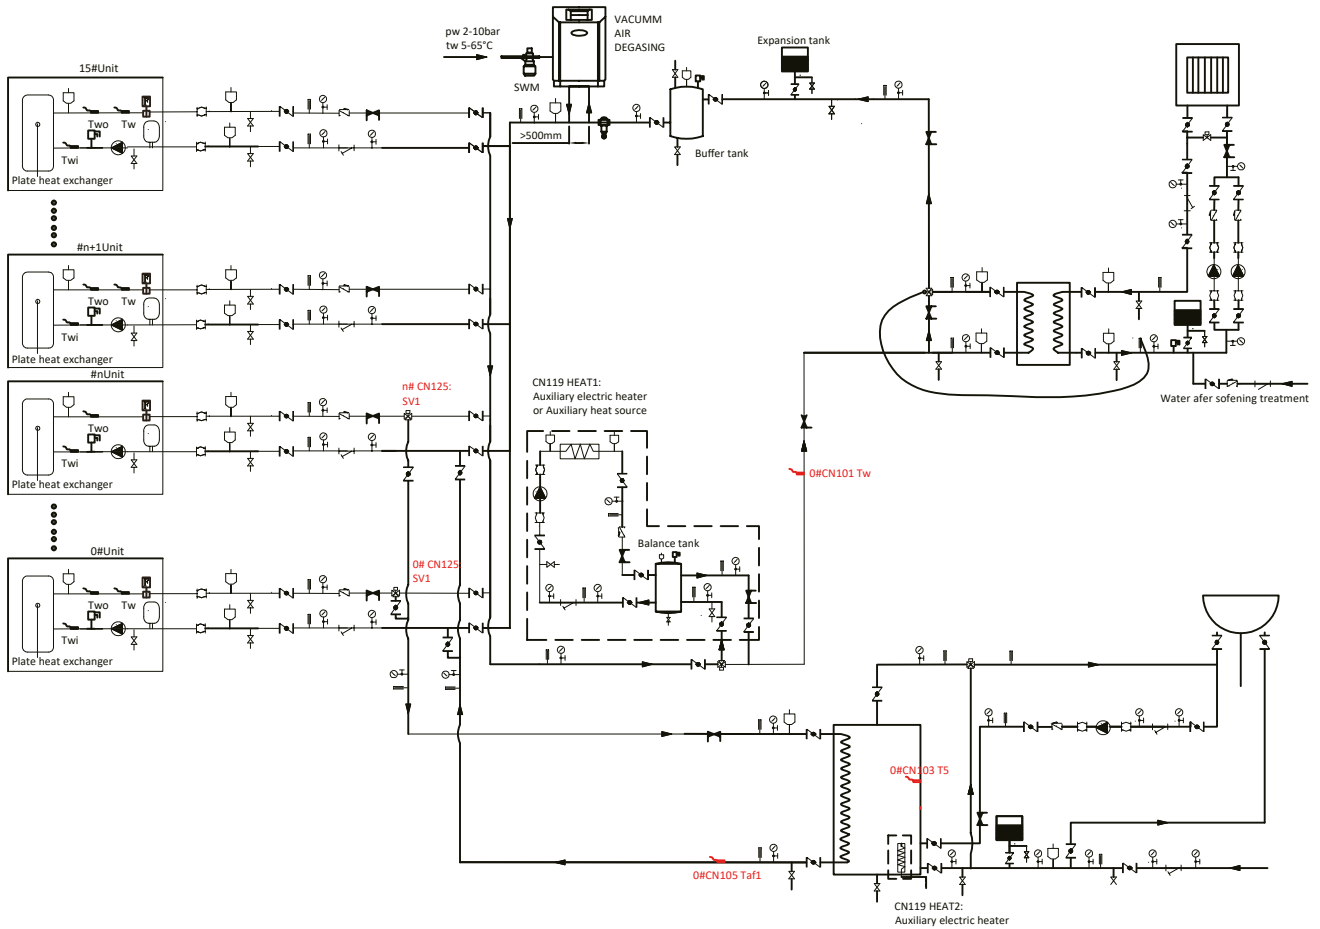 pw 2-10bar
tw 5-65°C
SWM
VACUMM
AIR
DEGASING
Expansion tank
>500mm
Buffer tank
15#Unit
Two
Tw
Twi
Plate heat exchanger
#n+1Unit
Two
Tw
Twi
Plate heat exchanger
#nUnit
Two
Tw
Twi
Plate heat exchanger
n# CN125:
SV1
CN119 HEAT1:
Auxiliary electric heater
or Auxiliary heat source
Water afer sofening treatment
0#CN101 Tw
Balance tank
0#Unit
Two
Tw
Twi
Plate heat exchanger
0# CN125
SV1
0#CN103 T5
0#CN105 Taf1
CN119 HEAT2:
Auxiliary electric heater